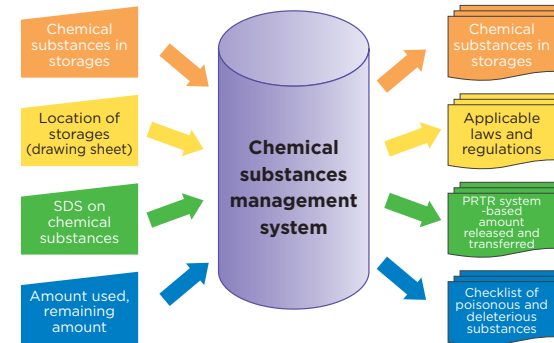 Chemical
substances in
storages
Location of
storages
(drawing sheet)
SDS on
chemical
substances
Amount used,
remaining
amount
Chemical
substances
management
system
Chemical
substances in
storages
Applicable
laws and
regulations
PRTR system
-based
amount
released and
transferred
Checklist of
poisonous and
deleterious
substances